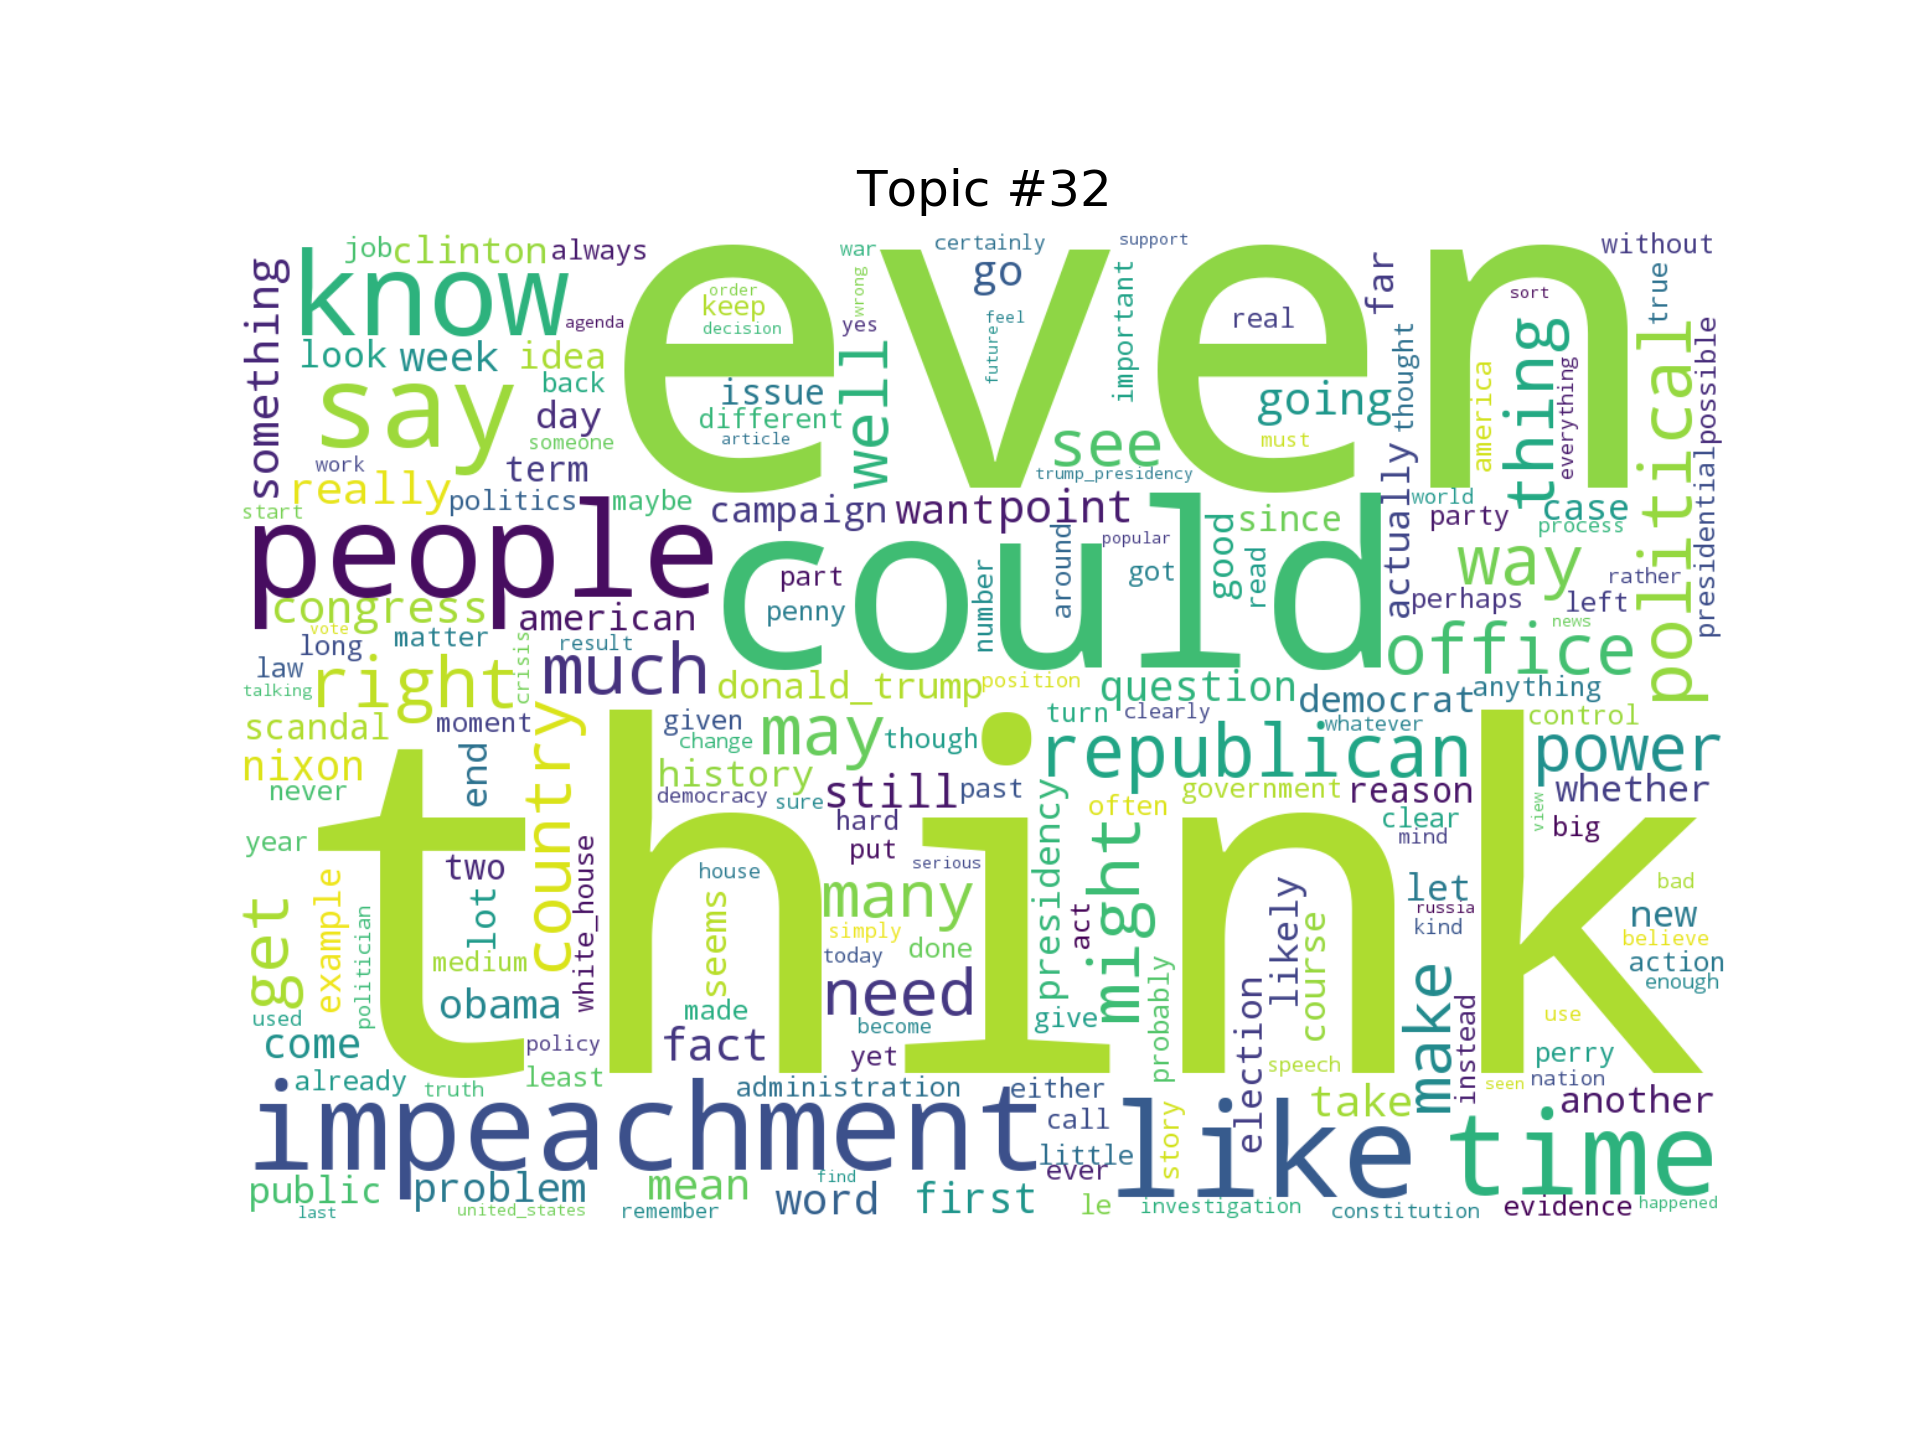 Topic #32
job clinton always war certainly support without
know even go far true
something agenda order keep decision wrong yes feel future important real sort
look week idea back issue well going thought america thing everything political presidentialpossible
say day someone different article see must
work term trump_presidency actually
really politics maybe campaign want point since world party case process
start people could popular good
part penny number around got read way rather
congress american perhaps left news
vote long matter result crisis much office
law talking right donald_trump position question democrat anything
scandal moment given change may though turn clearly whatever control
nixon end country history republican power
never democracy sure still past presidency often government reason whether
year think hard put clear mind view big
two white_house house serious many might let bad
get example politician lot seems simply act likely course russia kind new believe
medium done today action enough
used obama made need become give probably election make instead use
come policy fact yet speech perry
already truth least administration either seen nation
impeachment call like take another time
little story ever
public problem mean find word first le investigation constitution evidence happened
last united_states remember